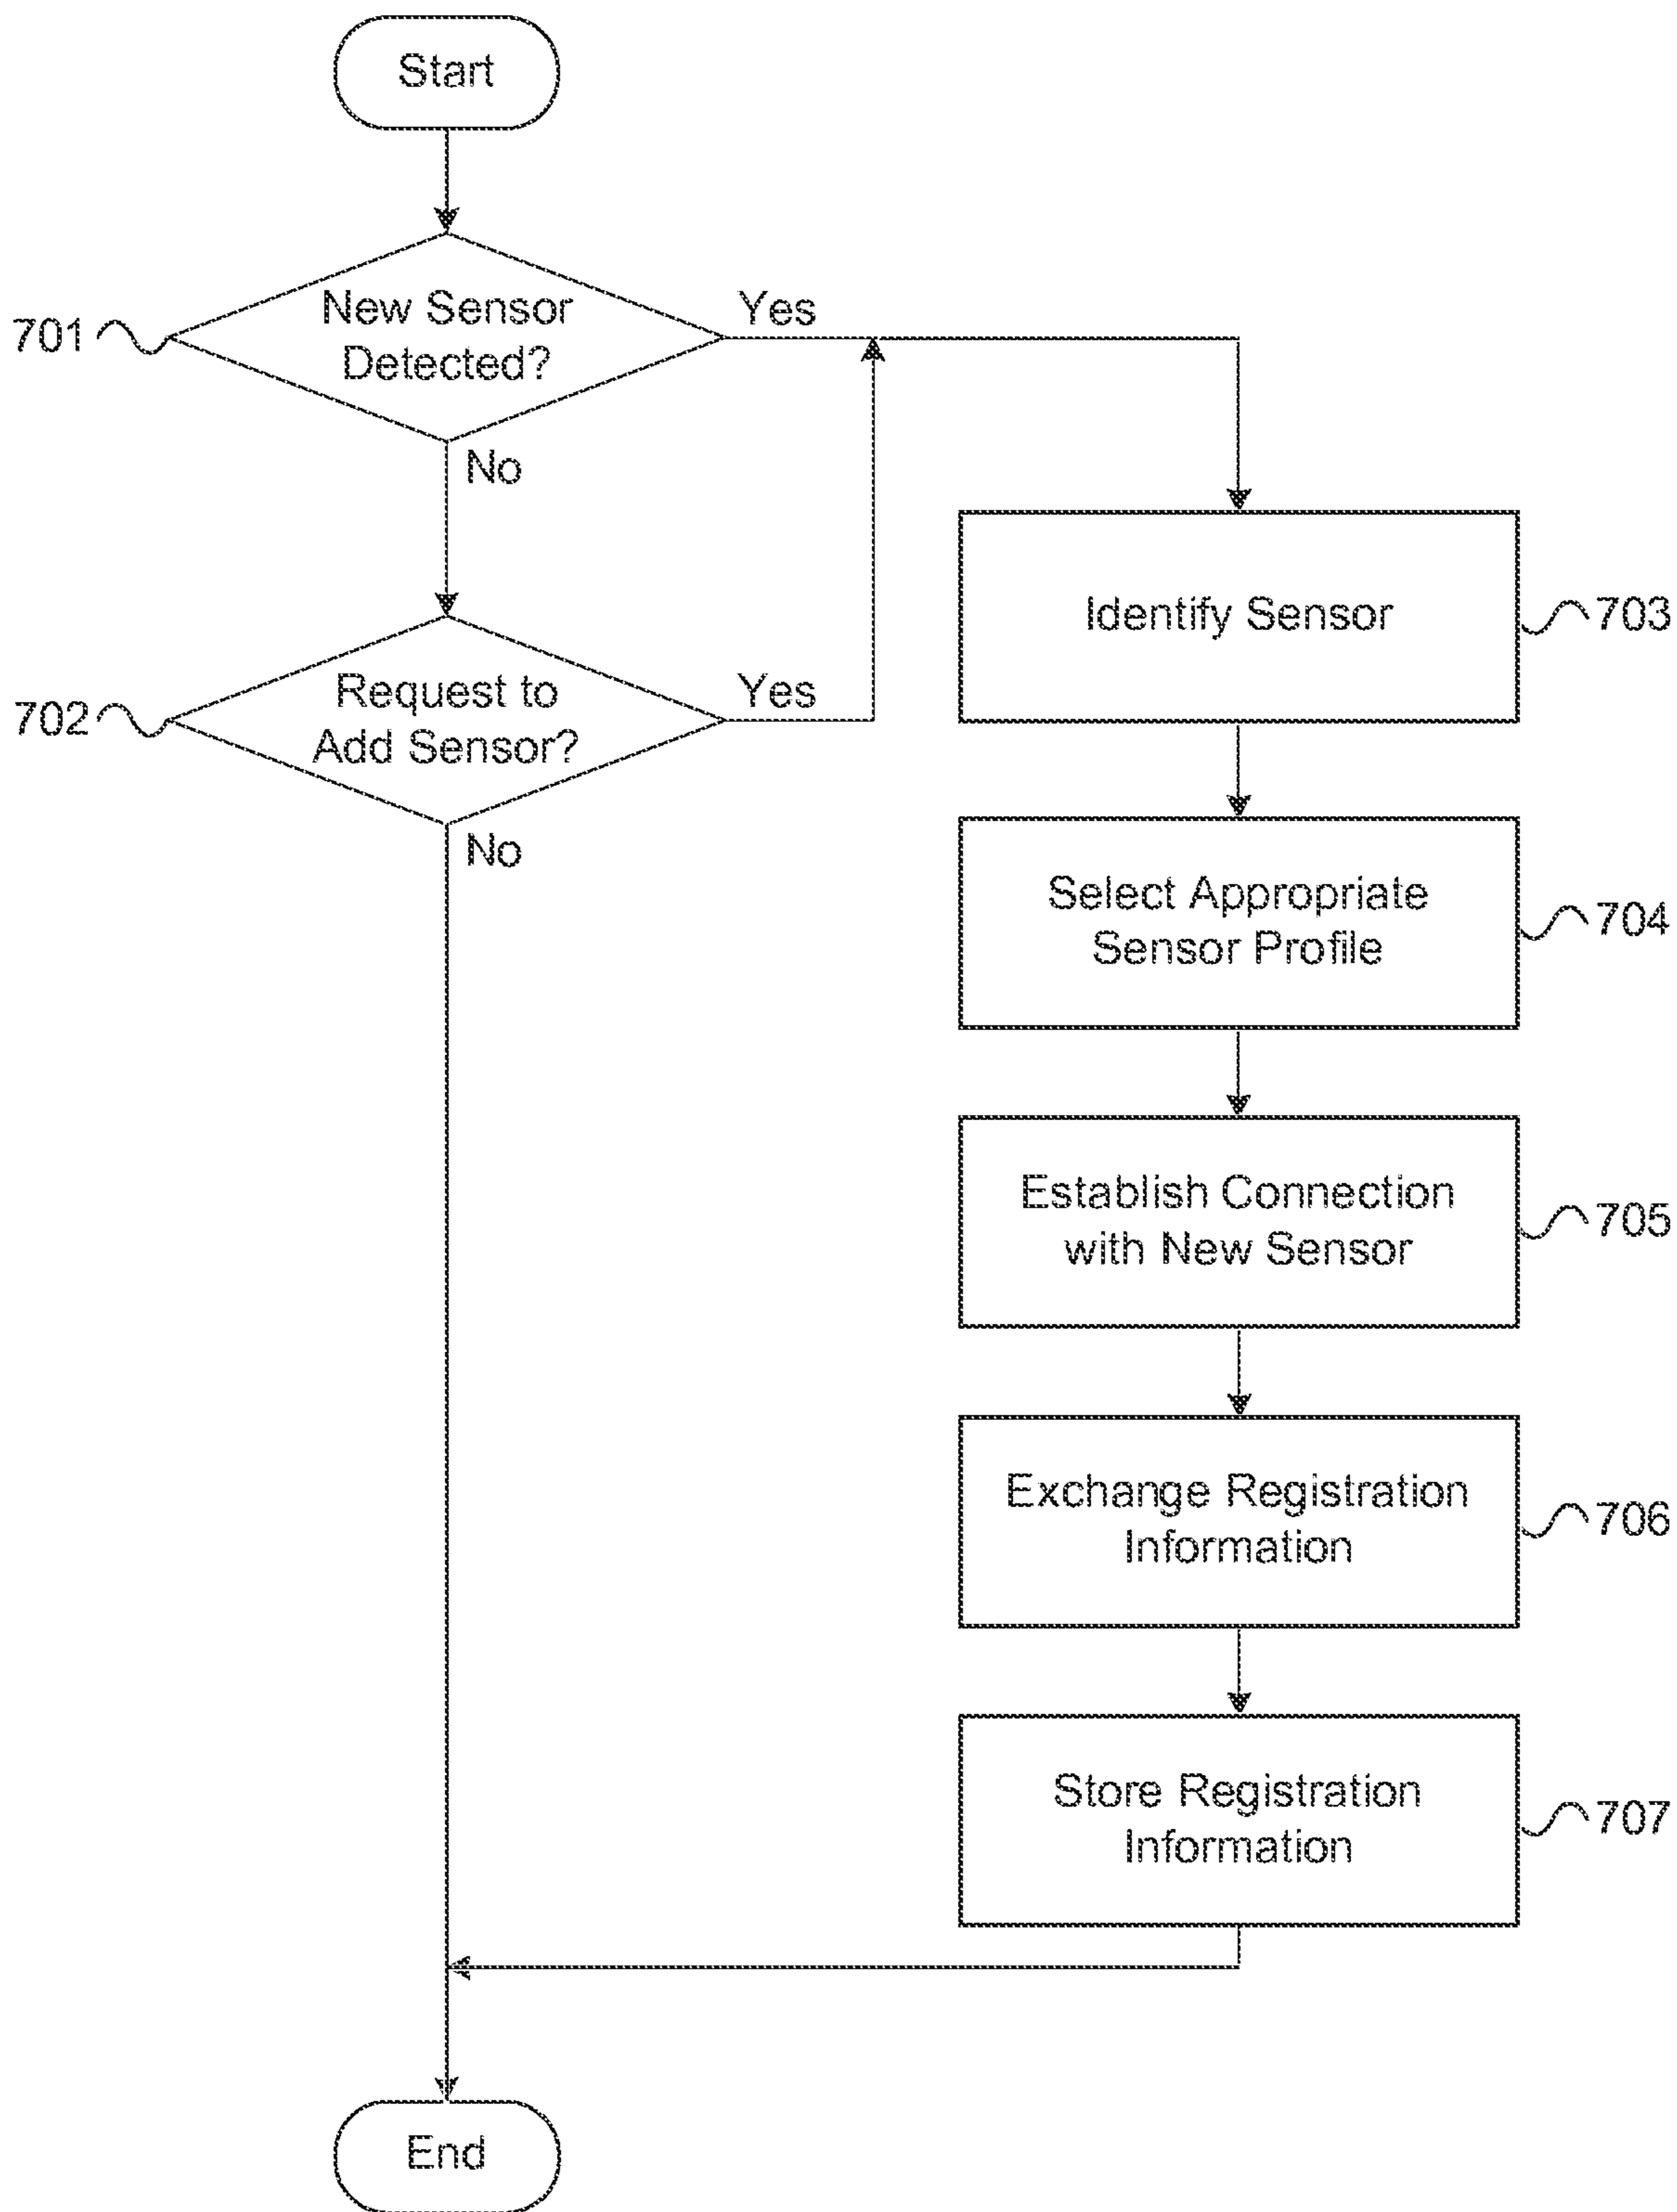 Start
701
New Sensor
Detected?
Yes
No
702
Request to
Add Sensor?
Yes
No
Identify Sensor
703
Select Appropriate
Sensor Profile
704
Establish Connection
with New Sensor
705
Exchange Registration
Information
706
Store Registration
Information
707
End